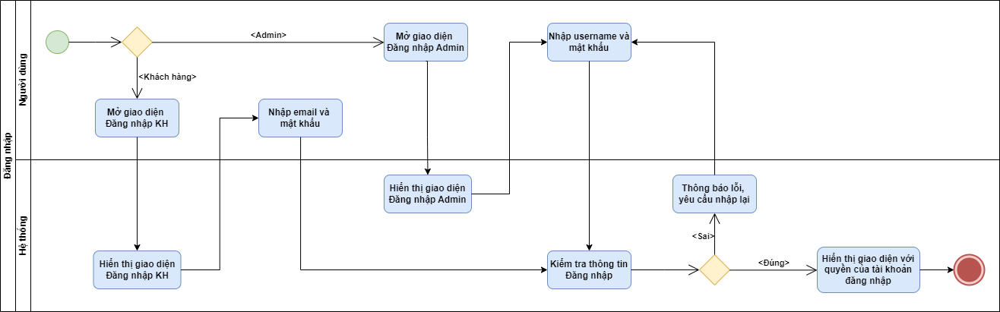 Đăng nhập
Người dùng
Hệ thống
<Admin>
<Khách hàng>
Mở giao diện
Đăng nhập KH
Nhập email và
mật khẩu
Mở giao diện
Đăng nhập Admin
Nhập username và
mật khẩu
Hiển thị giao diện
Đăng nhập KH
Hiển thị giao diện
Đăng nhập Admin
Kiểm tra thông tin
Đăng nhập
Thông báo lỗi,
yêu cầu nhập lại
<Sai>
<Đúng>
Hiển thị giao diện với
quyền của tài khoản
đăng nhập